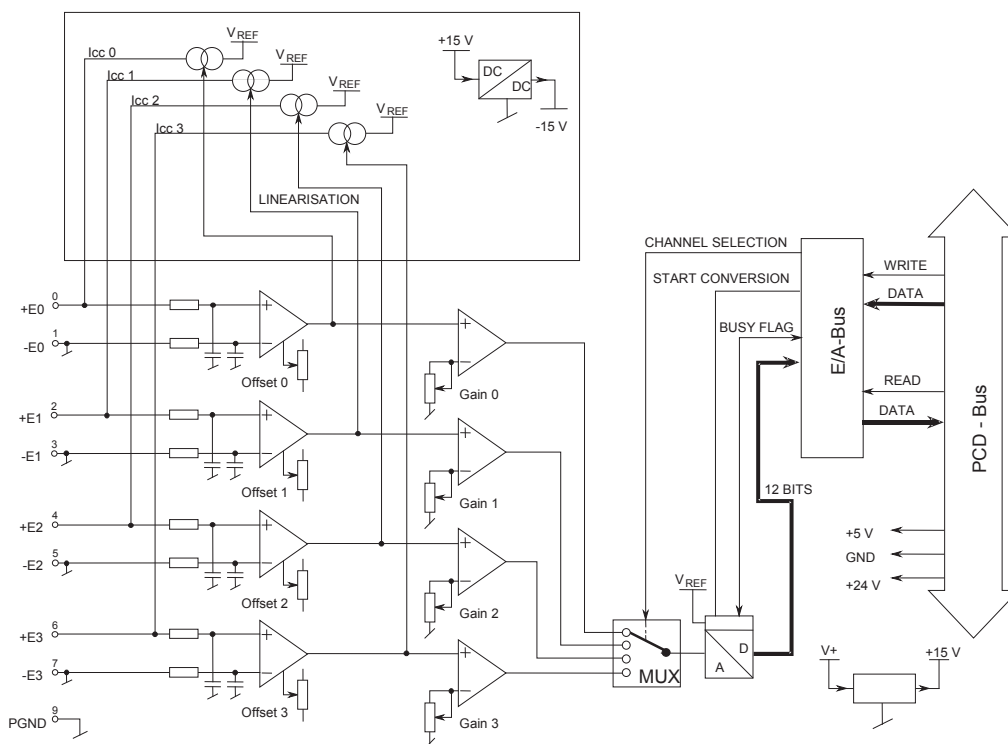 Icc 0
VREF
Icc 1
VREF
Icc 2
VREF
Icc 3
VREF
+15 V
DC
DC
-15 V
LINEARISATION
CHANNEL SELECTION
START CONVERSION
BUSY FLAG
E/A-Bus
WRITE
DATA
READ
DATA
PCD - Bus
+5 V
GND
+24 V
12 BITS
+E0 0
-E0 1
Offset 0
Gain 0
+E1 2
-E1 3
Offset 1
Gain 1
+E2 4
-E2 5
Offset 2
Gain 2
+E3 6
-E3 7
Offset 3
Gain 3
PGND 9
MUX
VREF
A
D
V+
+15 V